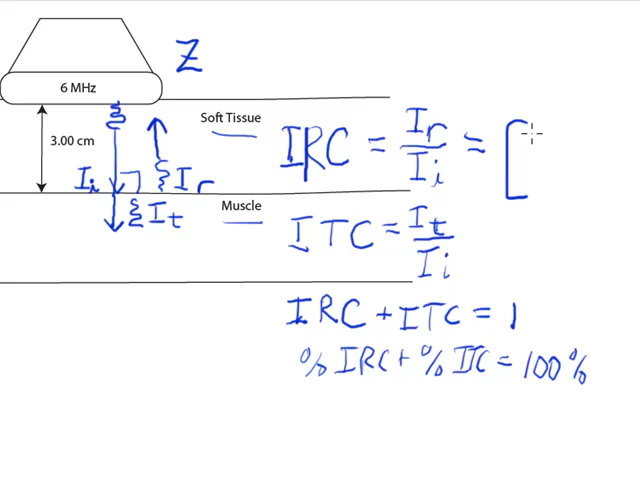 Z
6 MHz
Soft Tissue
3.00 cm
IRC = Ir/Ii = [
Ii Ir
It
Muscle
ITC = It/Ii
IRC + ITC = 1
% IRC + % ITC = 100%